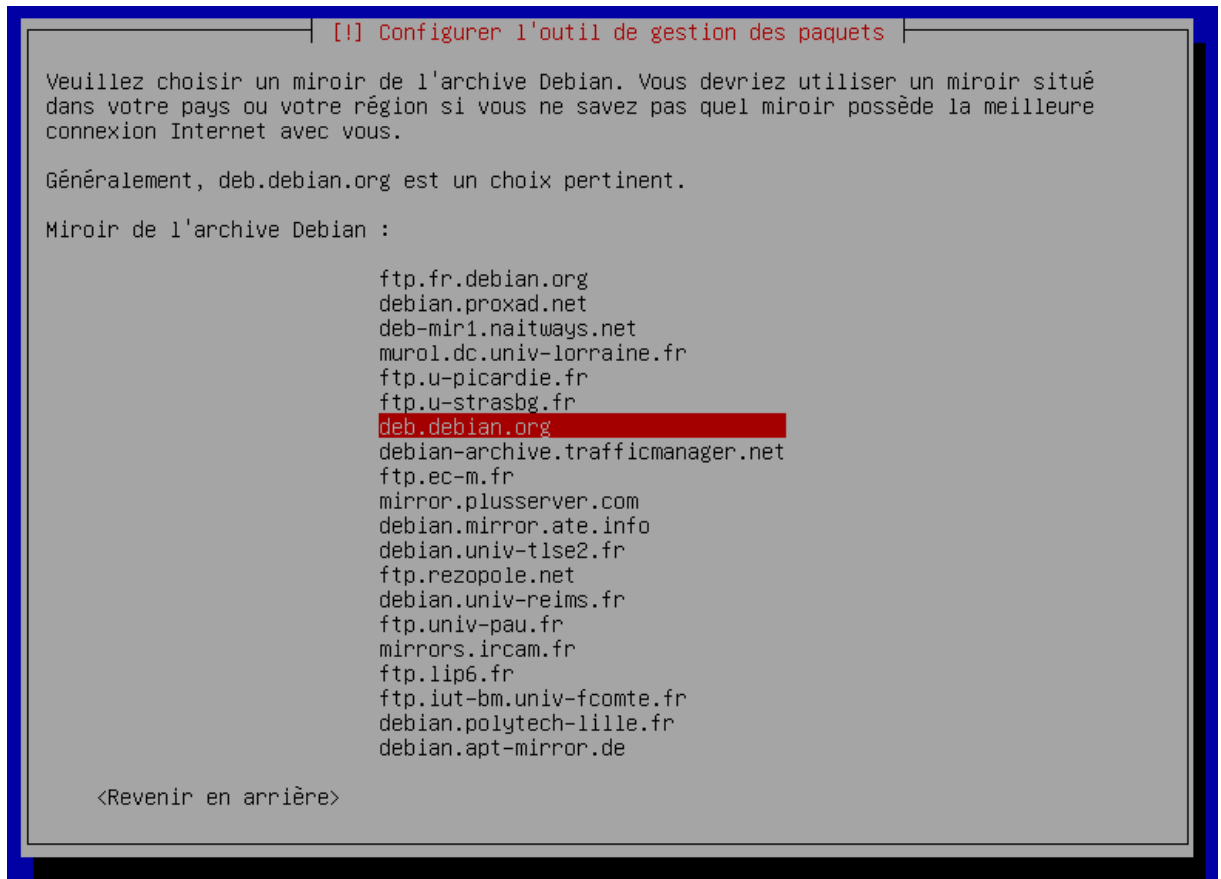 [!] Configurer l'outil de gestion des paquets
Veuillez choisir un miroir de l'archive Debian. Vous devriez utiliser un miroir situé
dans votre pays ou votre région si vous ne savez pas quel miroir possède la meilleure
connexion Internet avec vous.
Généralement, deb.debian.org est un choix pertinent.
Miroir de l'archive Debian :
ftp.fr.debian.org
debian.proxad.net
deb-mir1.naitways.net
murol.dc.univ-lorraine.fr
ftp.u-picardie.fr
ftp.u-strasbg.fr
deb.debian.org
debian-archive.trafficmanager.net
ftp.ec-m.fr
mirror.plusserver.com
debian.mirror.ate.info
debian.univ-tlse2.fr
ftp.rezopole.net
debian.univ-reims.fr
ftp.univ-pau.fr
mirrors.ircam.fr
ftp.lip6.fr
ftp.iut-bm.univ-fcomte.fr
debian.polytech-lille.fr
debian.apt-mirror.de
<Revenir en arrière>